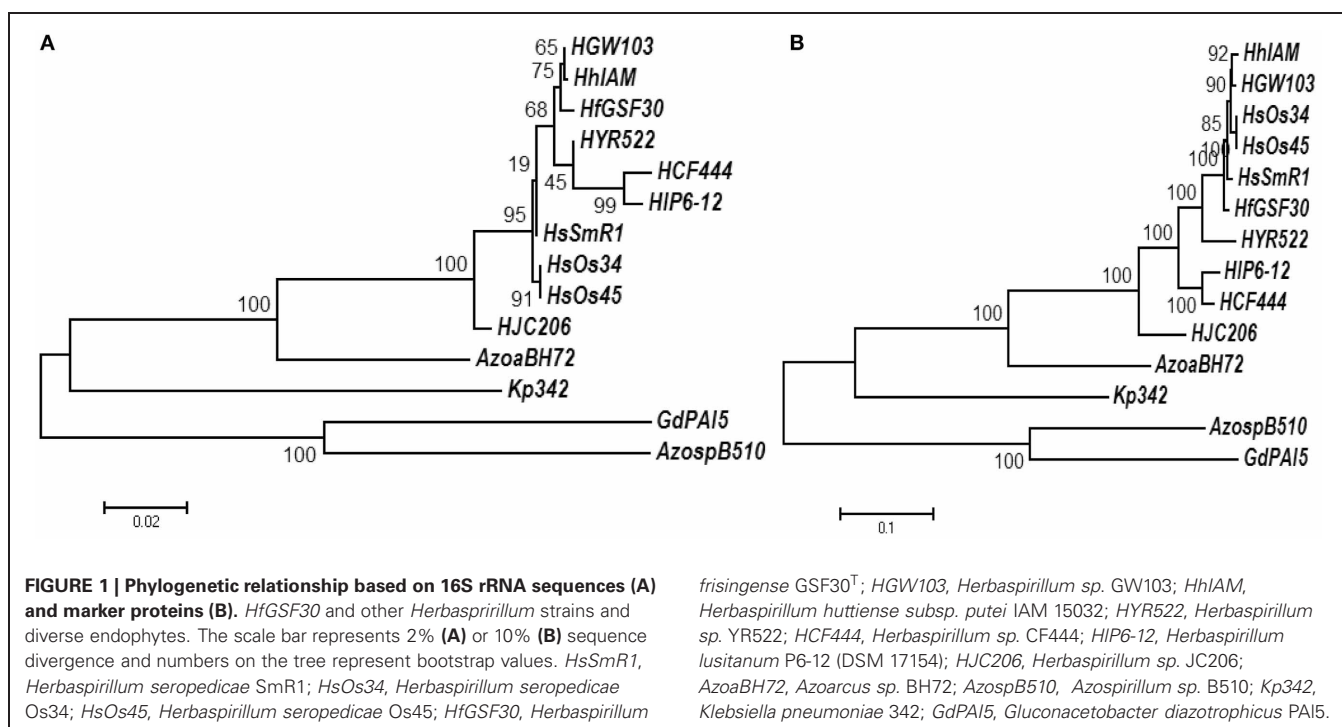 A
65
HGW103
75
HhIAM
68
HfGSF30
HYR522
19
HCF444
45
99
HIP6-12
95
HsSmR1
HsOs34
100
91
HsOs45
100
HJC206
AzoaBH72
Kp342
GdPAI5
100
AzospB510
0.02
B
92
HhIAM
90
HGW103
HsOs34
85
HsOs45
100
100
HsSmR1
100
HfGSF30
100
HYR522
100
HIP6-12
100
HCF444
100
HJC206
AzoaBH72
Kp342
AzospB510
100
GdPAI5
0.1
FIGURE 1 | Phylogenetic relationship based on 16S rRNA sequences (A)
and marker proteins (B). HfGSF30 and other Herbaspririllum strains and
diverse endophytes. The scale bar represents 2% (A) or 10% (B) sequence
divergence and numbers on the tree represent bootstrap values. HsSmR1,
Herbaspirillum seropedicae SmR1; HsOs34, Herbaspirillum seropedicae
Os34; HsOs45, Herbaspirillum seropedicae Os45; HfGSF30, Herbaspirillum
frisingense GSF30T; HGW103, Herbaspirillum sp. GW103; HhIAM,
Herbaspirillum huttiense subsp. putei IAM 15032; HYR522, Herbaspirillum
sp. YR522; HCF444, Herbaspirillum sp. CF444; HIP6-12, Herbaspirillum
lusitanum P6-12 (DSM 17154); HJC206, Herbaspirillum sp. JC206;
AzoaBH72, Azoarcus sp. BH72; AzospB510, Azospirillum sp. B510; Kp342,
Klebsiella pneumoniae 342; GdPAI5, Gluconacetobacter diazotrophicus PAI5.